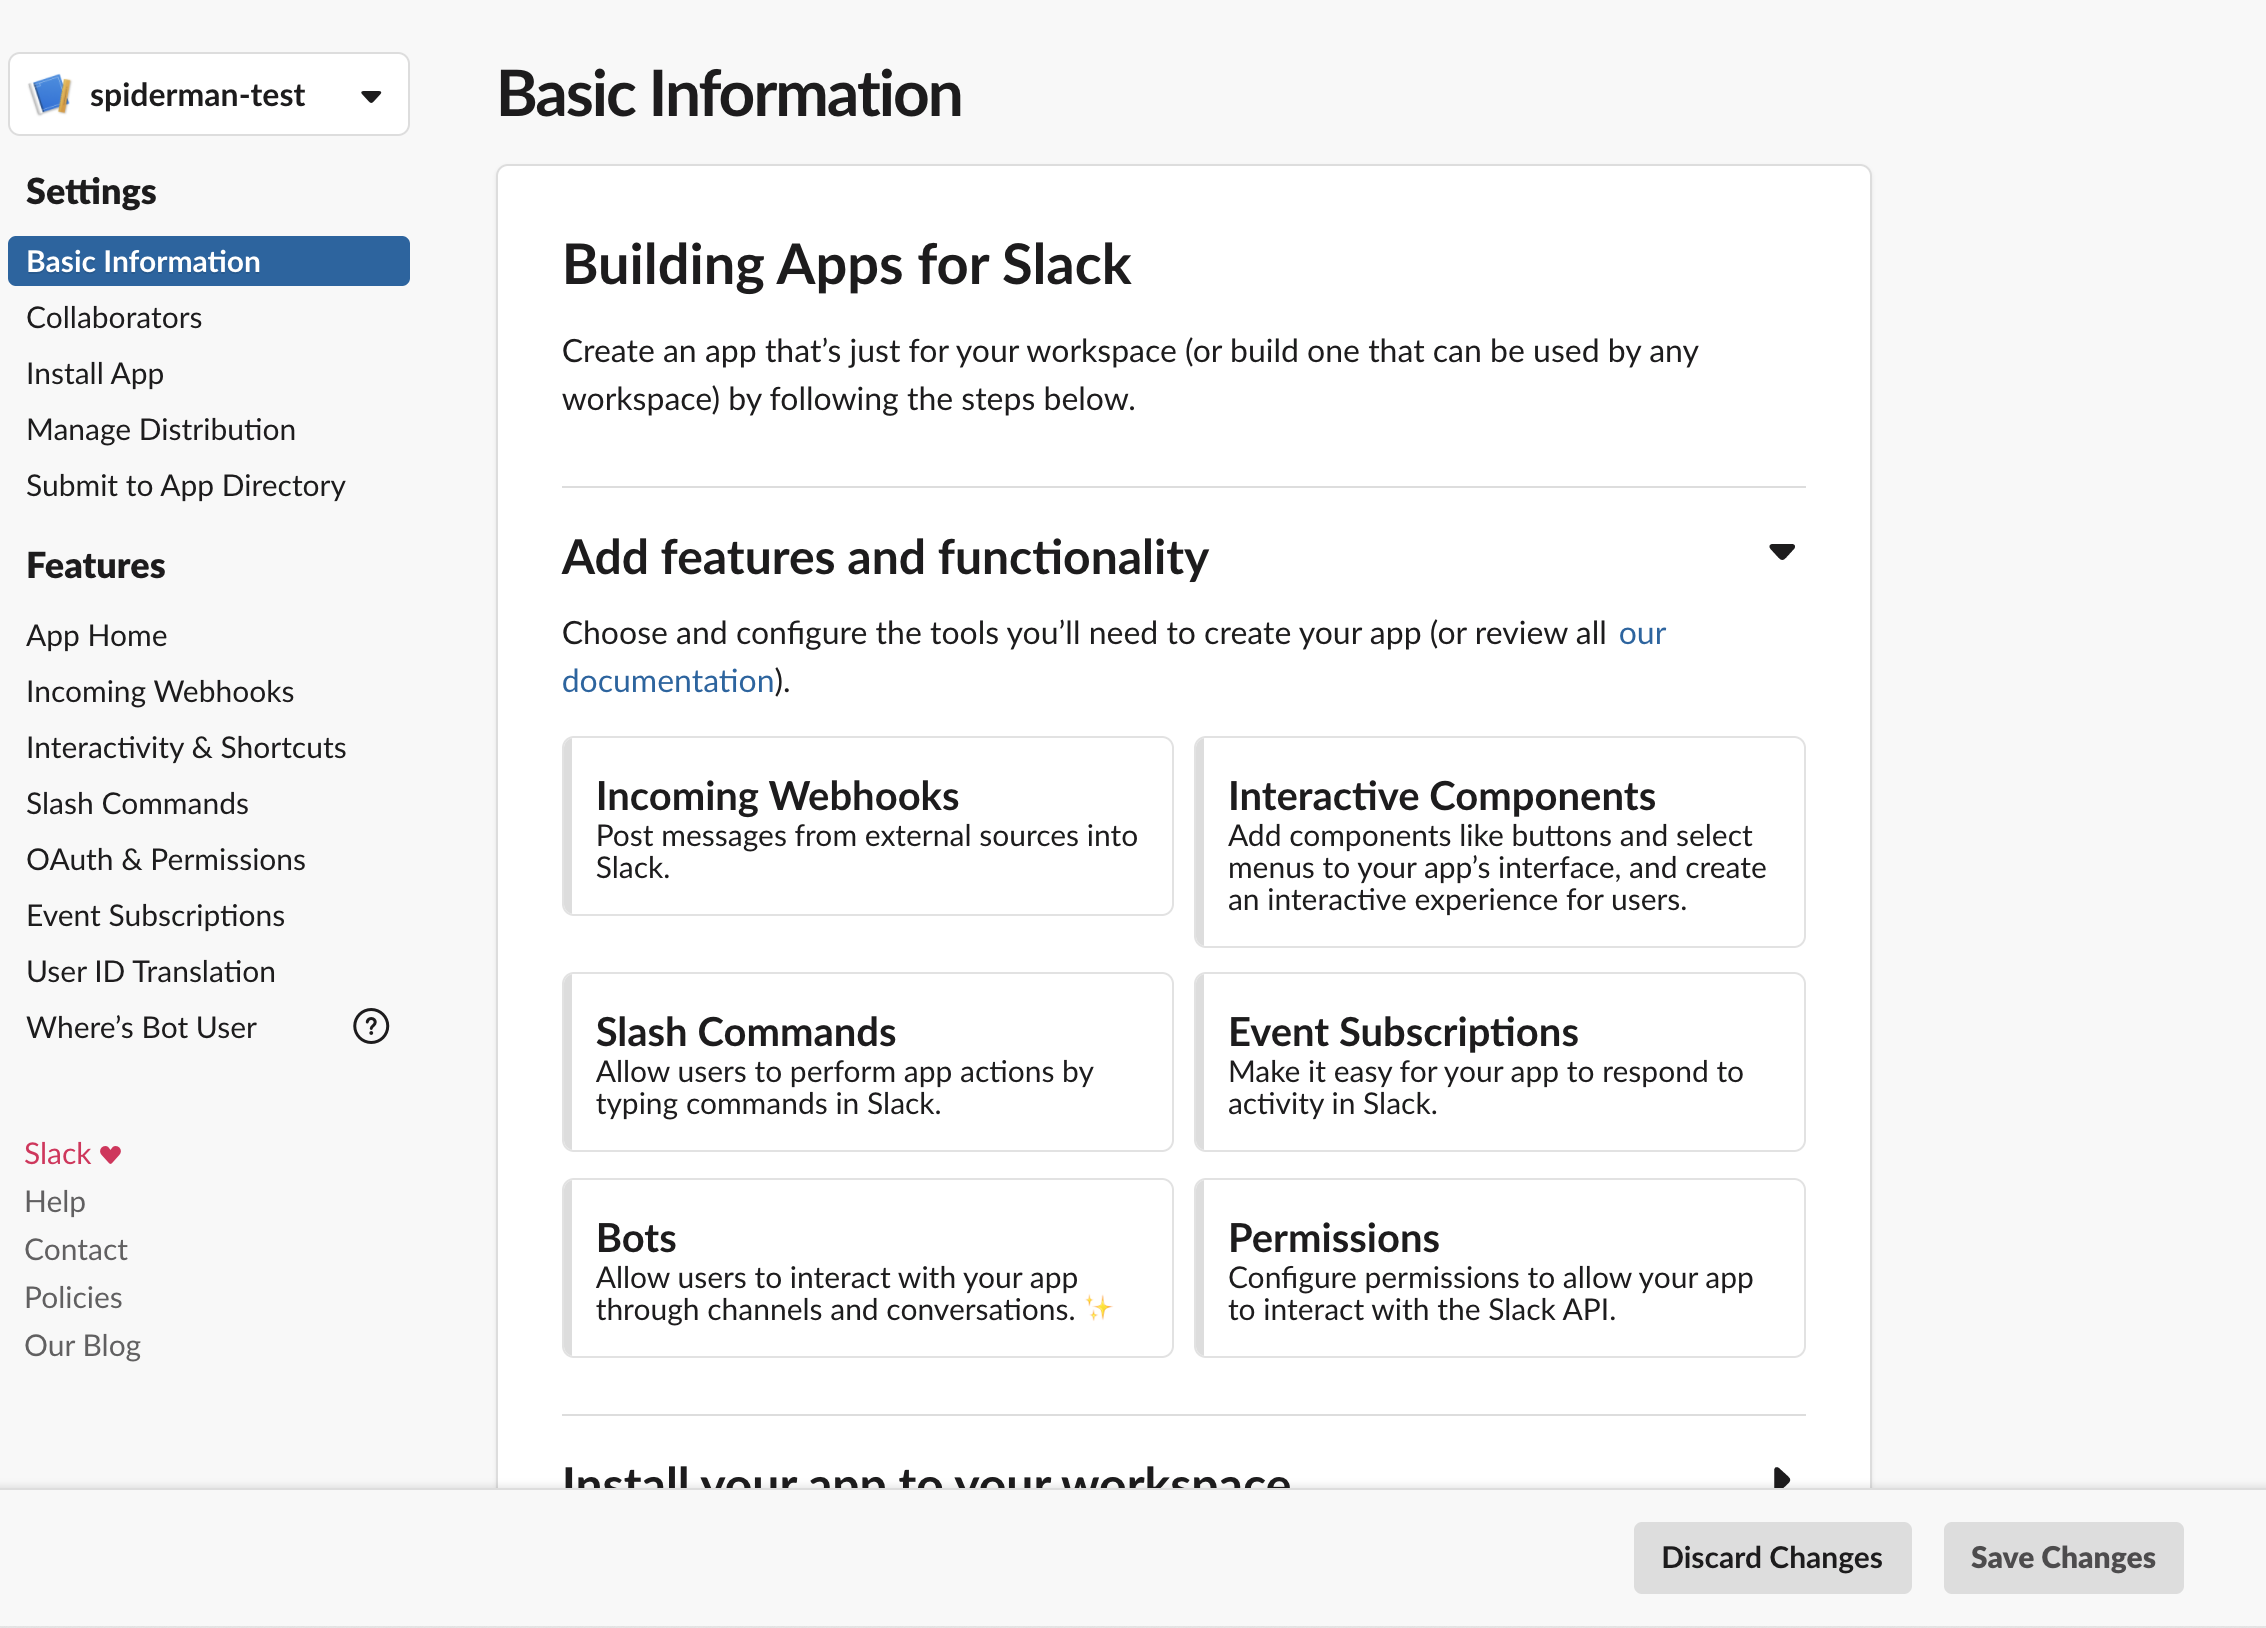 spiderman-test
Settings
Basic Information
Collaborators
Install App
Manage Distribution
Submit to App Directory
Features
App Home
Incoming Webhooks
Interactivity & Shortcuts
Slash Commands
OAuth & Permissions
Event Subscriptions
User ID Translation
Where’s Bot User
Slack ♥
Help
Contact
Policies
Our Blog
Basic Information
Building Apps for Slack
Create an app that’s just for your workspace (or build one that can be used by any
workspace) by following the steps below.
Add features and functionality
Choose and configure the tools you’ll need to create your app (or review all our
documentation).
Incoming Webhooks
Post messages from external sources into
Slack.
Interactive Components
Add components like buttons and select
menus to your app’s interface, and create
an interactive experience for users.
Slash Commands
Allow users to perform app actions by
typing commands in Slack.
Event Subscriptions
Make it easy for your app to respond to
activity in Slack.
Bots
Allow users to interact with your app
through channels and conversations. ✨
Permissions
Configure permissions to allow your app
to interact with the Slack API.
Install your app to your workspace
Discard Changes
Save Changes